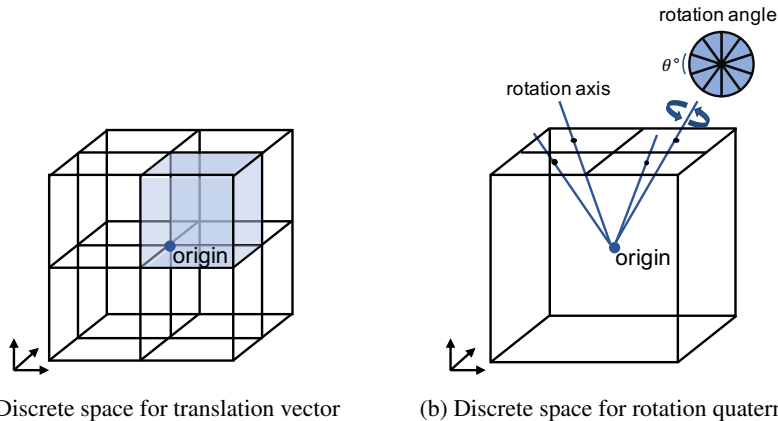 rotation angle
θ°
rotation axis
origin
origin
Discrete space for translation vector
(b) Discrete space for rotation quatern